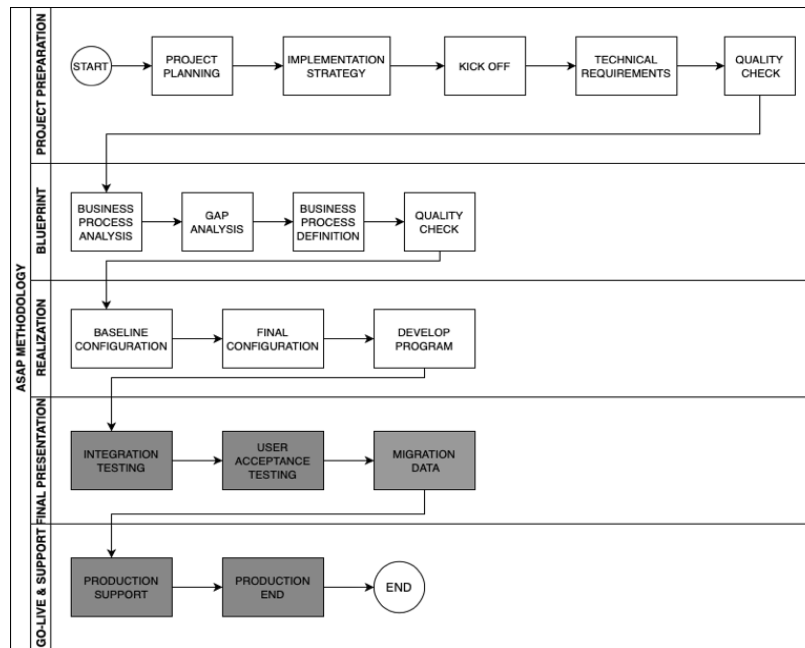 ASAP METHODOLOGY
PROJECT PREPARATION
START
PROJECT
PLANNING
IMPLEMENTATION
STRATEGY
KICK OFF
TECHNICAL
REQUIREMENTS
QUALITY
CHECK
BLUEPRINT
BUSINESS
PROCESS
ANALYSIS
GAP
ANALYSIS
BUSINESS
PROCESS
DEFINITION
QUALITY
CHECK
REALIZATION
BASELINE
CONFIGURATION
FINAL
CONFIGURATION
DEVELOP
PROGRAM
FINAL PRESENTATION
INTEGRATION
TESTING
USER
ACCEPTANCE
TESTING
MIGRATION
DATA
GO-LIVE & SUPPORT
PRODUCTION
SUPPORT
PRODUCTION
END
END